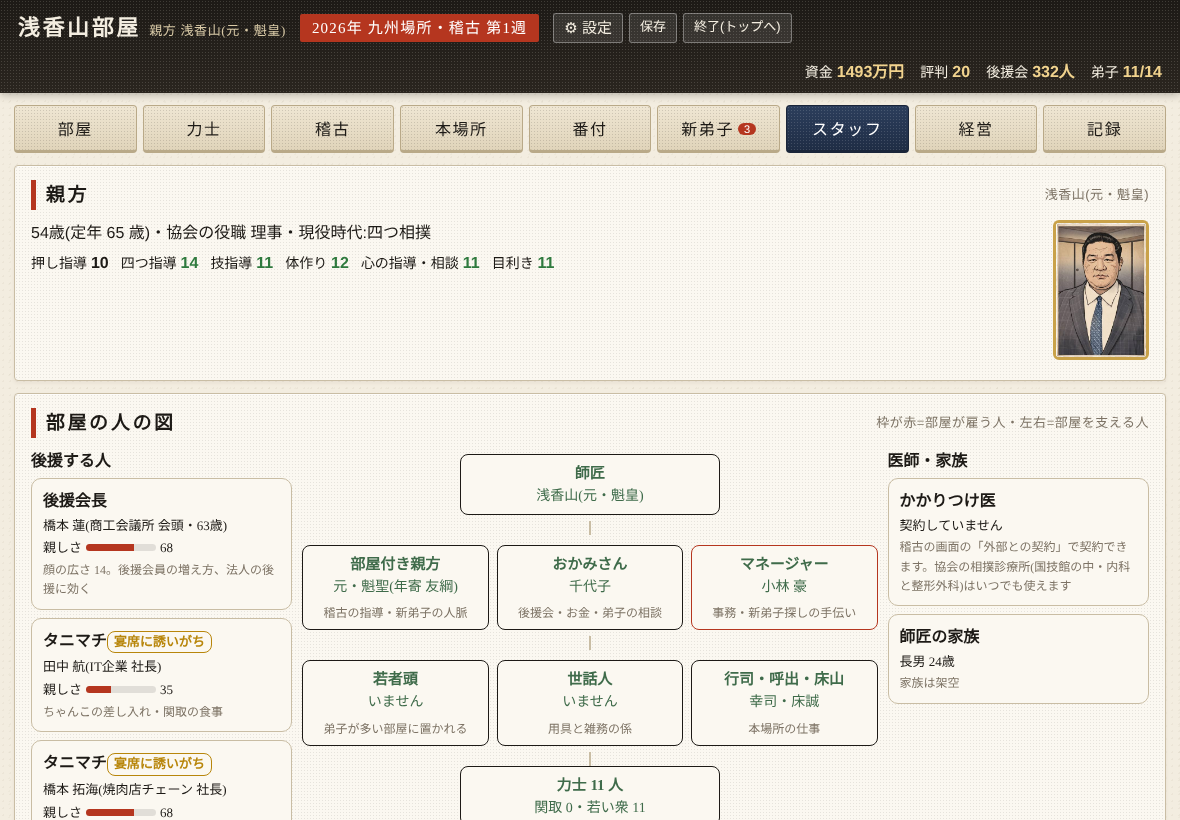 浅香山部屋 親方 浅香山(元・魁皇) 2026年 九州場所・稽古 第1週 ⚙ 設定 保存 終了(トップへ)
資金 1493万円 評判 20 後援会 332人 弟子 11/14
部屋 力士 稽古 本場所 番付 新弟子 3 スタッフ 経営 記録
親方 浅香山(元・魁皇)
54歳(定年 65 歳)・協会の役職 理事・現役時代:四つ相撲
押し指導 10 四つ指導 14 技指導 11 体作り 12 心の指導・相談 11 目利き 11
部屋の人の図 枠が赤=部屋が雇う人・左右=部屋を支える人
後援する人
後援会長
橋本 蓮(商工会議所 会頭・63歳)
親しさ 68
顔の広さ 14。後援会員の増え方、法人の後
援に効く
タニマチ 宴席に誘いがち
田中 航(IT企業 社長)
親しさ 35
ちゃんこの差し入れ・関取の食事
タニマチ 宴席に誘いがち
橋本 拓海(焼肉店チェーン 社長)
親しさ 68
師匠
浅香山(元・魁皇)
部屋付き親方
元・魁聖(年寄 友綱)
稽古の指導・新弟子の人脈
おかみさん
千代子
後援会・お金・弟子の相談
マネージャー
小林 豪
事務・新弟子探しの手伝い
若者頭
いません
弟子が多い部屋に置かれる
世話人
いません
用具と雑務の係
行司・呼出・床山
幸司・床誠
本場所の仕事
力士 11 人
関取 0・若い衆 11
医師・家族
かかりつけ医
契約していません
稽古の画面の「外部との契約」で契約でき
ます。協会の相撲診療所(国技館の中・内科
と整形外科)はいつでも使えます
師匠の家族
長男 24歳
家族は架空